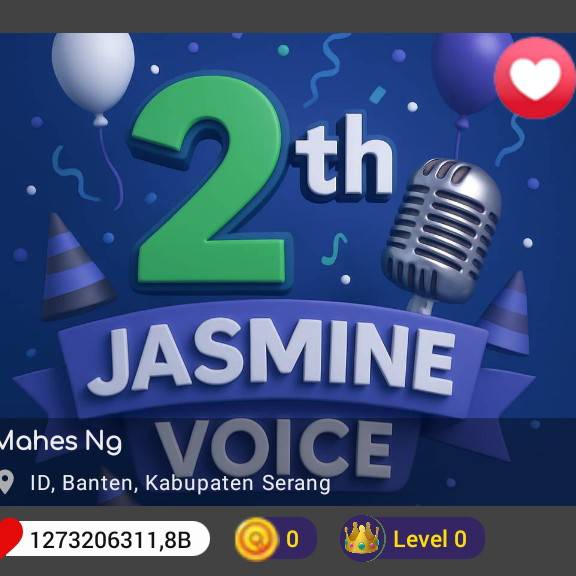 2th
JASMINE
VOICE
Mahes Ng
ID, Banten, Kabupaten Serang
1273206311,8B
0
Level 0